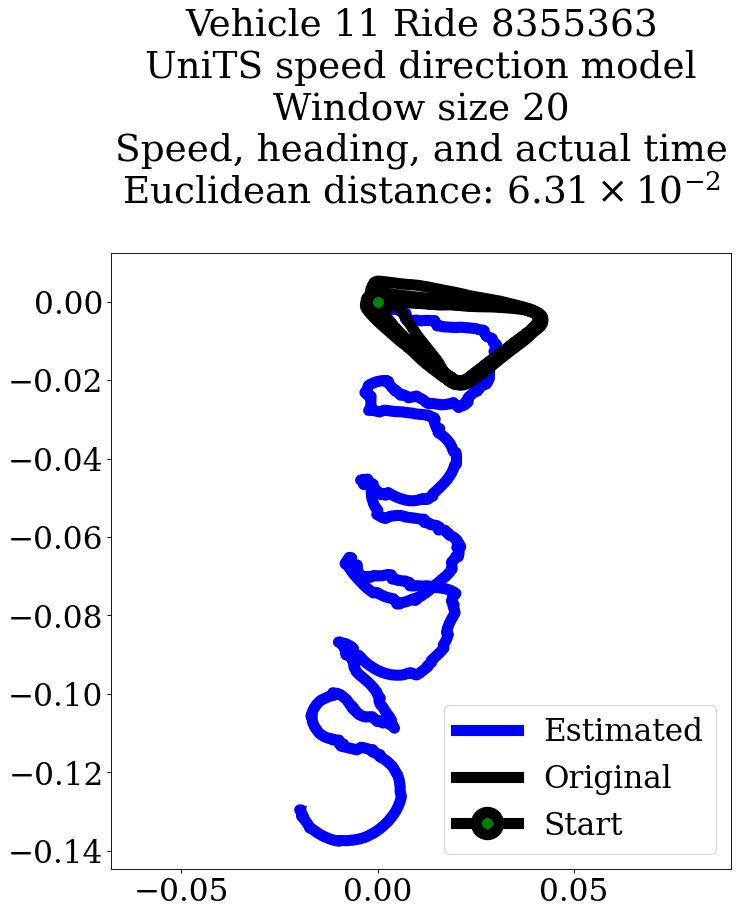 Vehicle 11 Ride 8355363
UniTS speed direction model
Window size 20
Speed, heading, and actual time
Euclidean distance: 6.31 × 10⁻²
0.00
−0.02
−0.04
−0.06
−0.08
−0.10
−0.12
−0.14
−0.05
0.00
0.05
Estimated
Original
Start